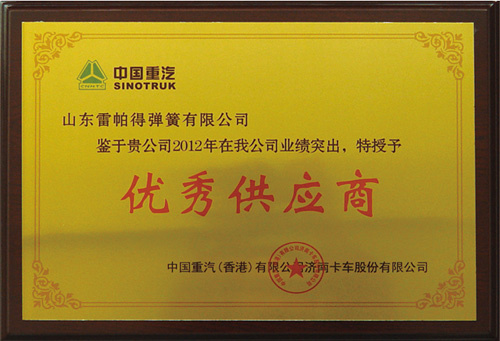 中国重汽
SINOTRUK
山东雷帕得弹簧有限公司
鉴于贵公司2012年在我公司业绩突出，特授予
优秀供应商
中国重汽(香港)有限公司济南卡车股份有限公司